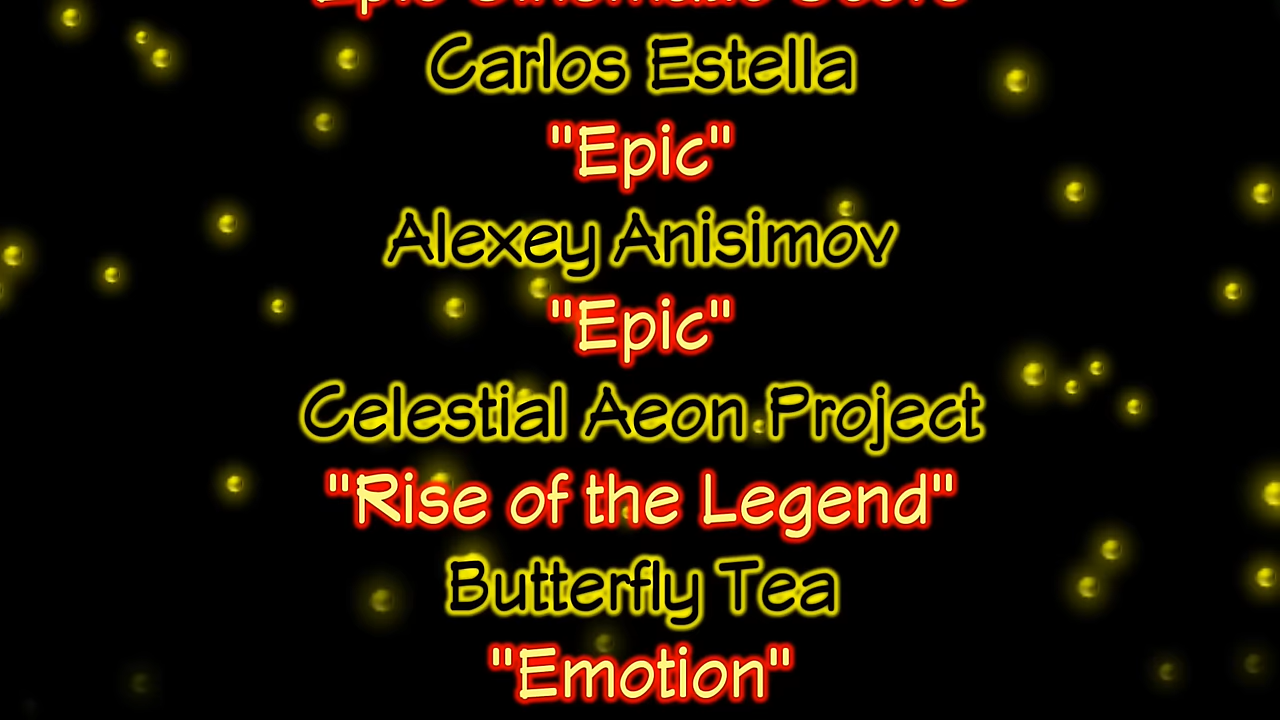 Carlos Estella
"Epic"
Alexey Anisimov
"Epic"
Celestial Aeon Project
"Rise of the Legend"
Butterfly Tea
"Emotion"